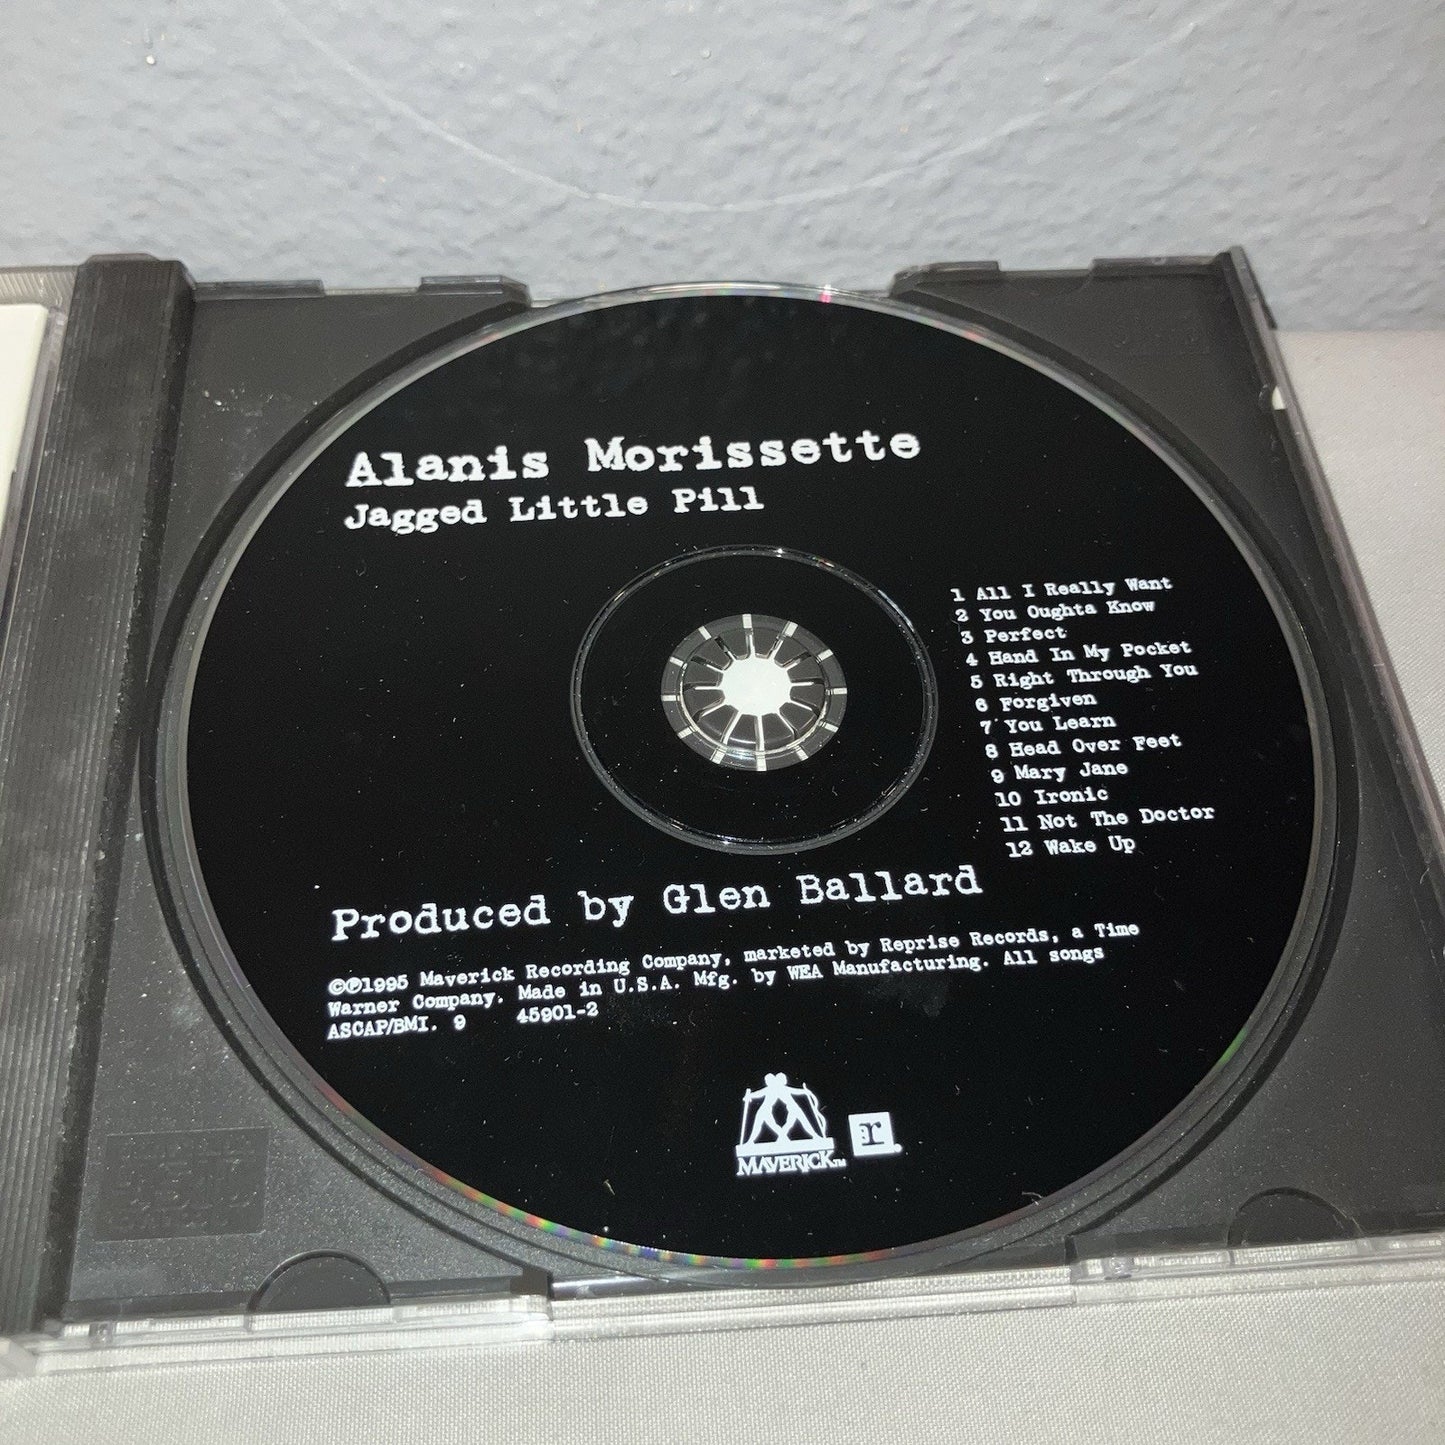 Alanis Morissette
Jagged Little Pill
1 All I Really Want
2 You Oughta Know
3 Perfect
4 Hand In My Pocket
5 Right Through You
6 Forgiven
7 You Learn
8 Head Over Feet
9 Mary Jane
10 Ironic
11 Not The Doctor
12 Wake Up
Produced by Glen Ballard
©℗1995 Maverick Recording Company, marketed by Reprise Records, a Time
Warner Company. Made in U.S.A. Mfg. by WEA Manufacturing. All songs
ASCAP/BMI. 9 45901-2
MAVERICK™
r®